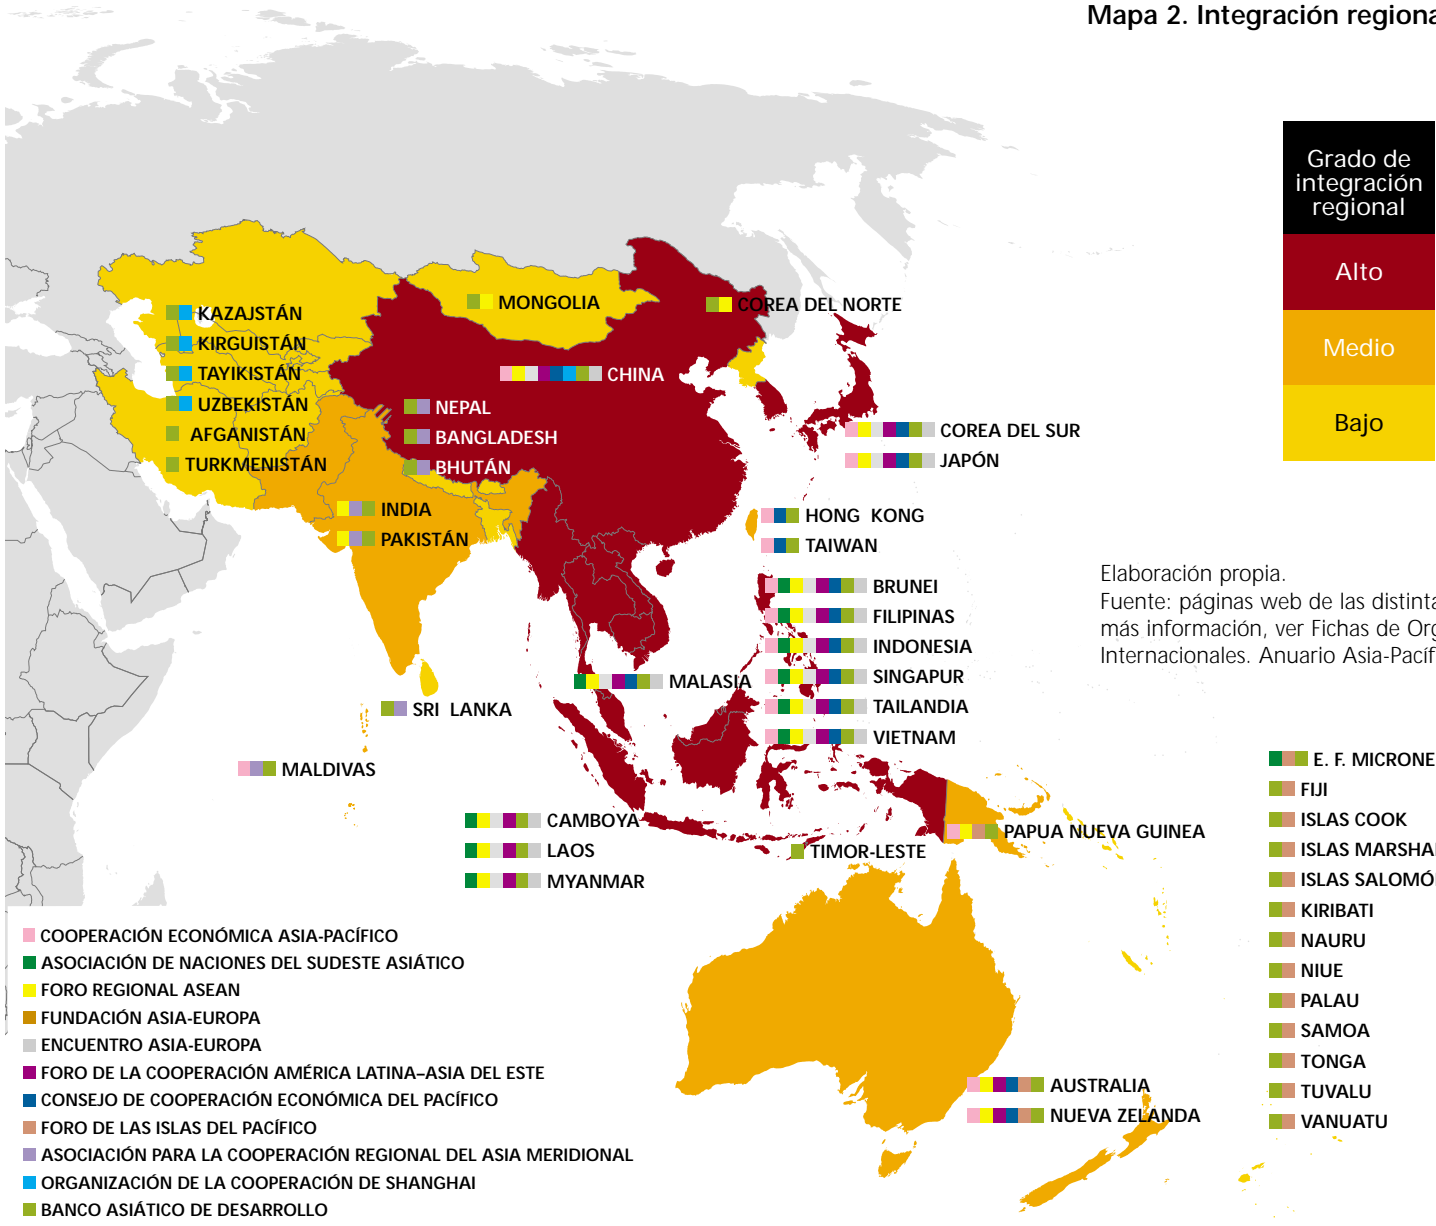 Mapa 2. Integración regiona
Grado de
integración
regional
Alto
Medio
Bajo
KAZAJSTÁN
KIRGUISTÁN
TAYIKISTÁN
UZBEKISTÁN
AFGANISTÁN
TURKMENISTÁN
MONGOLIA
COREA DEL NORTE
CHINA
NEPAL
BANGLADESH
BHUTÁN
COREA DEL SUR
JAPÓN
INDIA
PAKISTÁN
HONG KONG
TAIWAN
Elaboración propia.
Fuente: páginas web de las distinta
más información, ver Fichas de Org
Internacionales. Anuario Asia-Pacíf
BRUNEI
FILIPINAS
INDONESIA
SINGAPUR
TAILANDIA
VIETNAM
MALASIA
SRI LANKA
MALDIVAS
CAMBOYA
LAOS
MYANMAR
TIMOR-LESTE
PAPUA NUEVA GUINEA
E. F. MICRONE
FIJI
ISLAS COOK
ISLAS MARSHA
ISLAS SALOMÓ
KIRIBATI
NAURU
NIUE
PALAU
SAMOA
TONGA
TUVALU
VANUATU
AUSTRALIA
NUEVA ZELANDA
COOPERACIÓN ECONÓMICA ASIA-PACÍFICO
ASOCIACIÓN DE NACIONES DEL SUDESTE ASIÁTICO
FORO REGIONAL ASEAN
FUNDACIÓN ASIA-EUROPA
ENCUENTRO ASIA-EUROPA
FORO DE LA COOPERACIÓN AMÉRICA LATINA–ASIA DEL ESTE
CONSEJO DE COOPERACIÓN ECONÓMICA DEL PACÍFICO
FORO DE LAS ISLAS DEL PACÍFICO
ASOCIACIÓN PARA LA COOPERACIÓN REGIONAL DEL ASIA MERIDIONAL
ORGANIZACIÓN DE LA COOPERACIÓN DE SHANGHAI
BANCO ASIÁTICO DE DESARROLLO